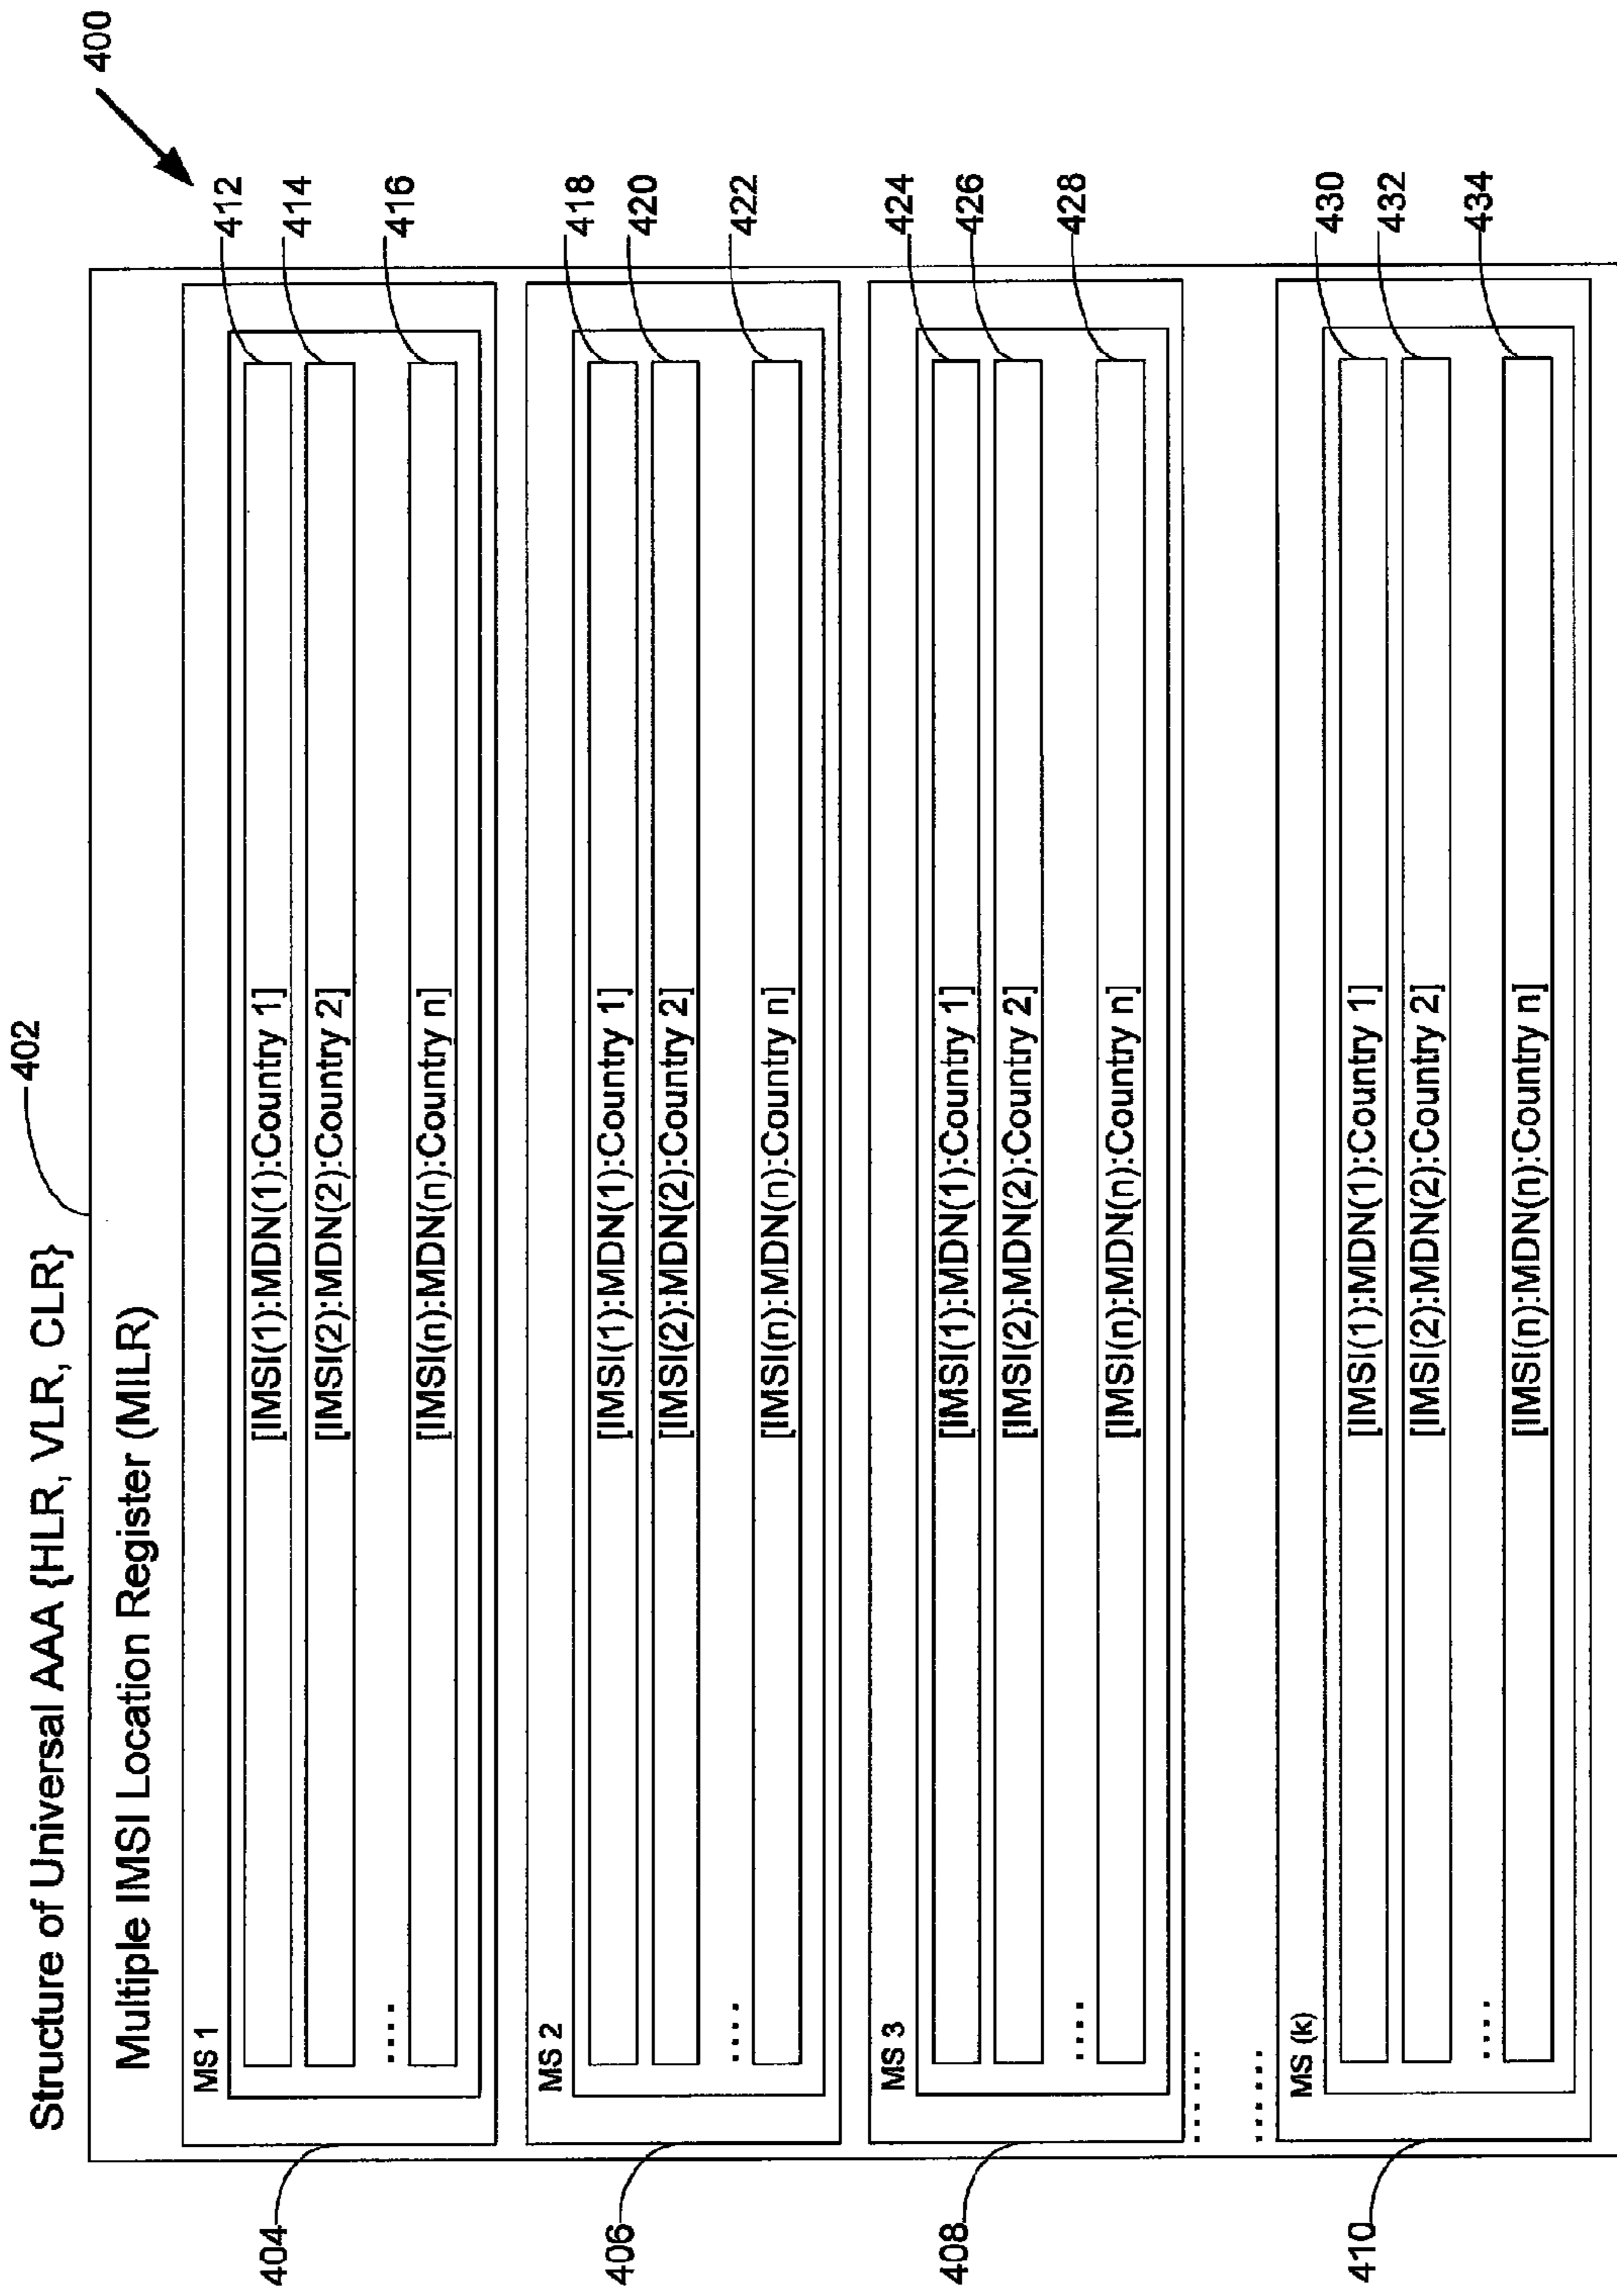 Structure of Universal AAA {HLR, VLR, CLR}
402
400
Multiple IMSI Location Register (MILR)
404
MS 1
[IMSI(1):MDN(1):Country 1]
412
[IMSI(2):MDN(2):Country 2]
414
....
[IMSI(n):MDN(n):Country n]
416
406
MS 2
[IMSI(1):MDN(1):Country 1]
418
[IMSI(2):MDN(2):Country 2]
420
....
[IMSI(n):MDN(n):Country n]
422
408
MS 3
[IMSI(1):MDN(1):Country 1]
424
[IMSI(2):MDN(2):Country 2]
426
....
[IMSI(n):MDN(n):Country n]
428
......
......
410
MS (k)
[IMSI(1):MDN(1):Country 1]
430
[IMSI(2):MDN(2):Country 2]
432
....
[IMSI(n):MDN(n):Country n]
434